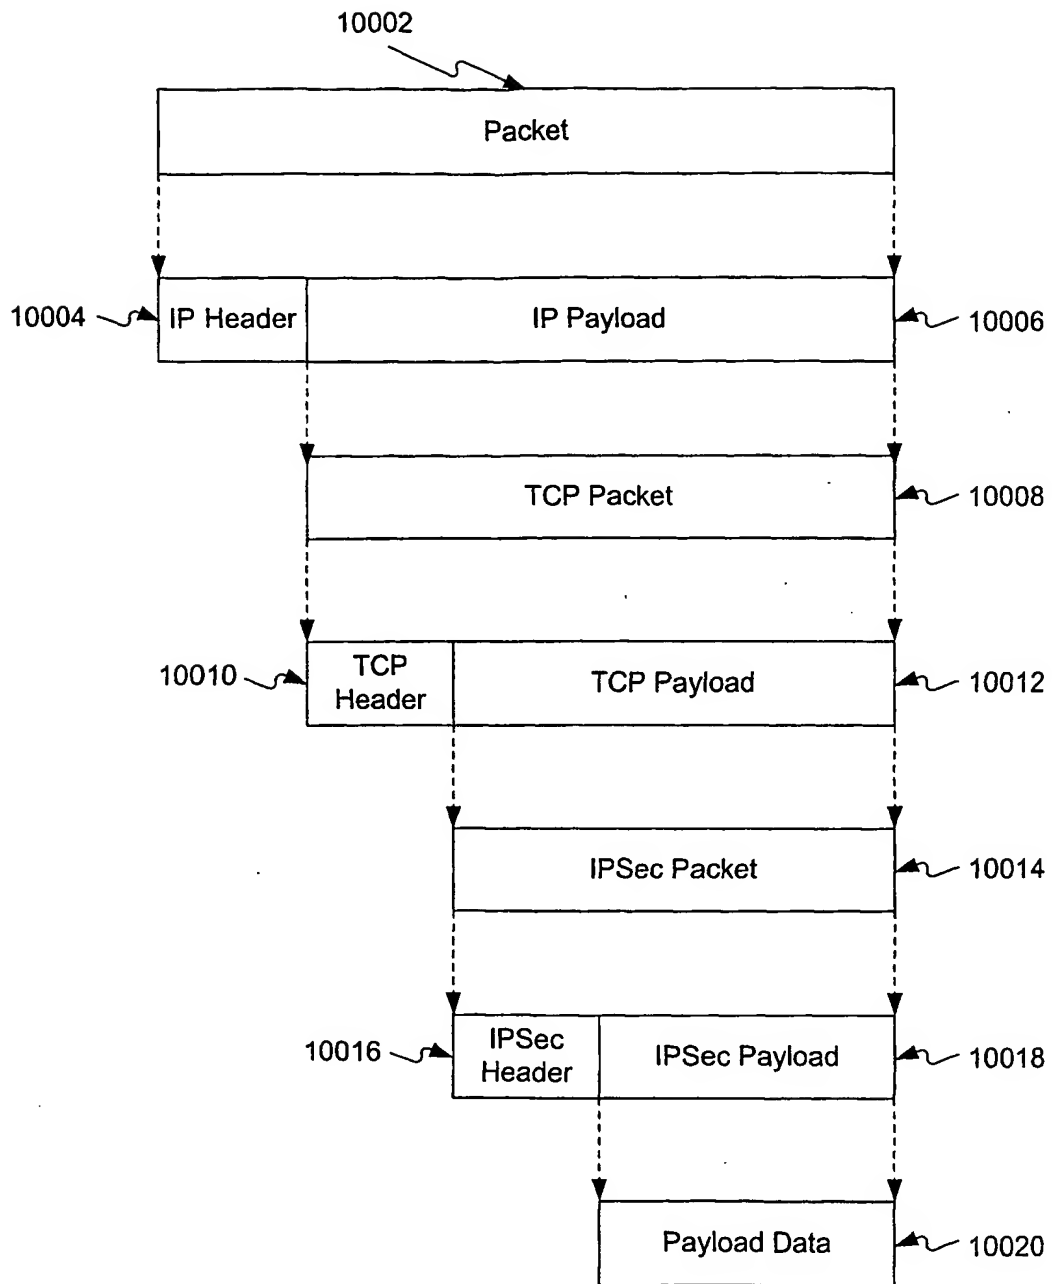 10002
Packet
10004
IP Header
IP Payload
10006
TCP Packet
10008
10010
TCP
Header
TCP Payload
10012
IPSec Packet
10014
10016
IPSec
Header
IPSec Payload
10018
Payload Data
10020